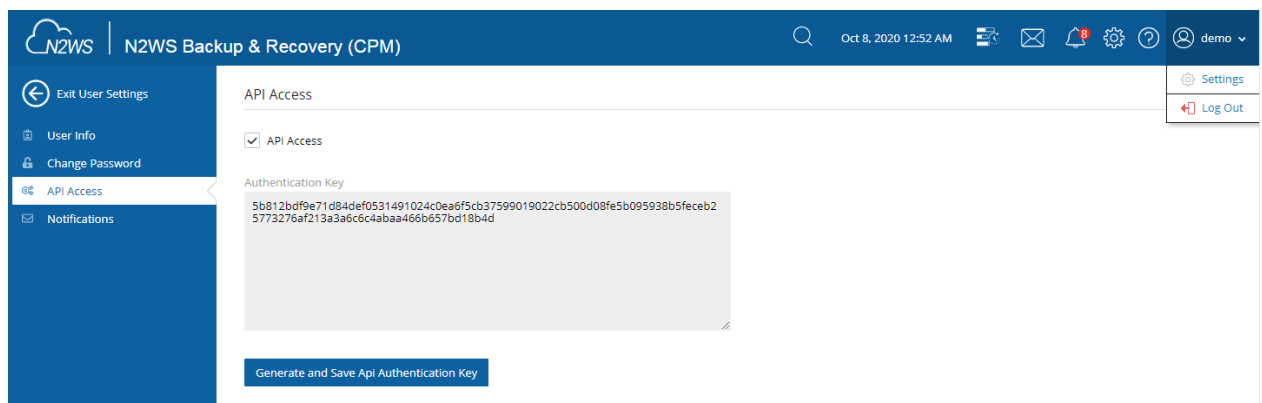 N2WS
N2WS Backup & Recovery (CPM)
Oct 8, 2020 12:52 AM
8
demo
Settings
Log Out
Exit User Settings
User Info
Change Password
API Access
Notifications
API Access
API Access
Authentication Key
5b812bdf9e71d84def0531491024c0ea6f5cb37599019022cb500d08fe5b095938b5feceb2
5773276af213a3a6c6c4abaa466b657bd18b4d
Generate and Save Api Authentication Key